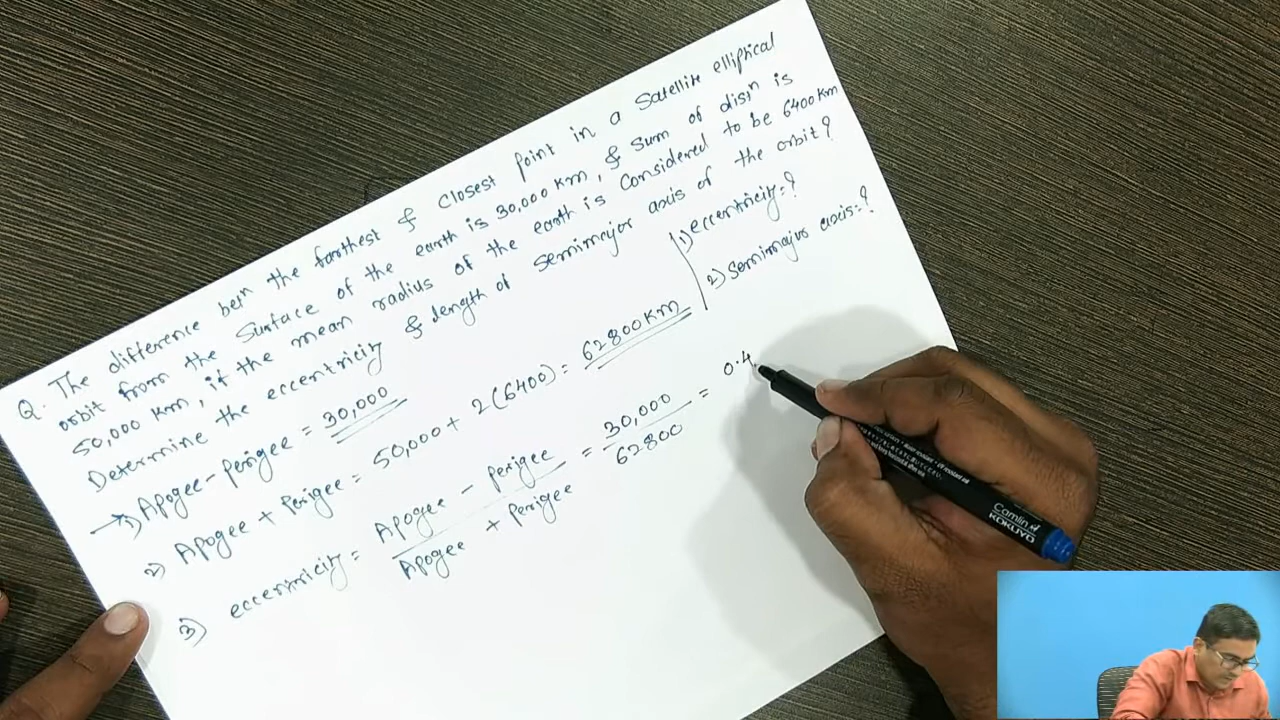 Q. The difference betn the farthest & closest point in a satellite elliptical
orbit from the surface of the earth is 30,000 km, & sum of distn is
50,000 km, if the mean radius of the earth is considered to be 6400 km
Determine the eccentricity & length of semimajor axis of the orbit?
→ 1) Apogee - perigee = 30,000
1) eccentricity = ?
2) Apogee + Perigee = 50,000 + 2(6400) = 62800 km
2) semimajor axis = ?
3) eccentricity = Apogee - perigee / Apogee + perigee = 30,000 / 62800 = 0.4
Camlin
KOKUYO